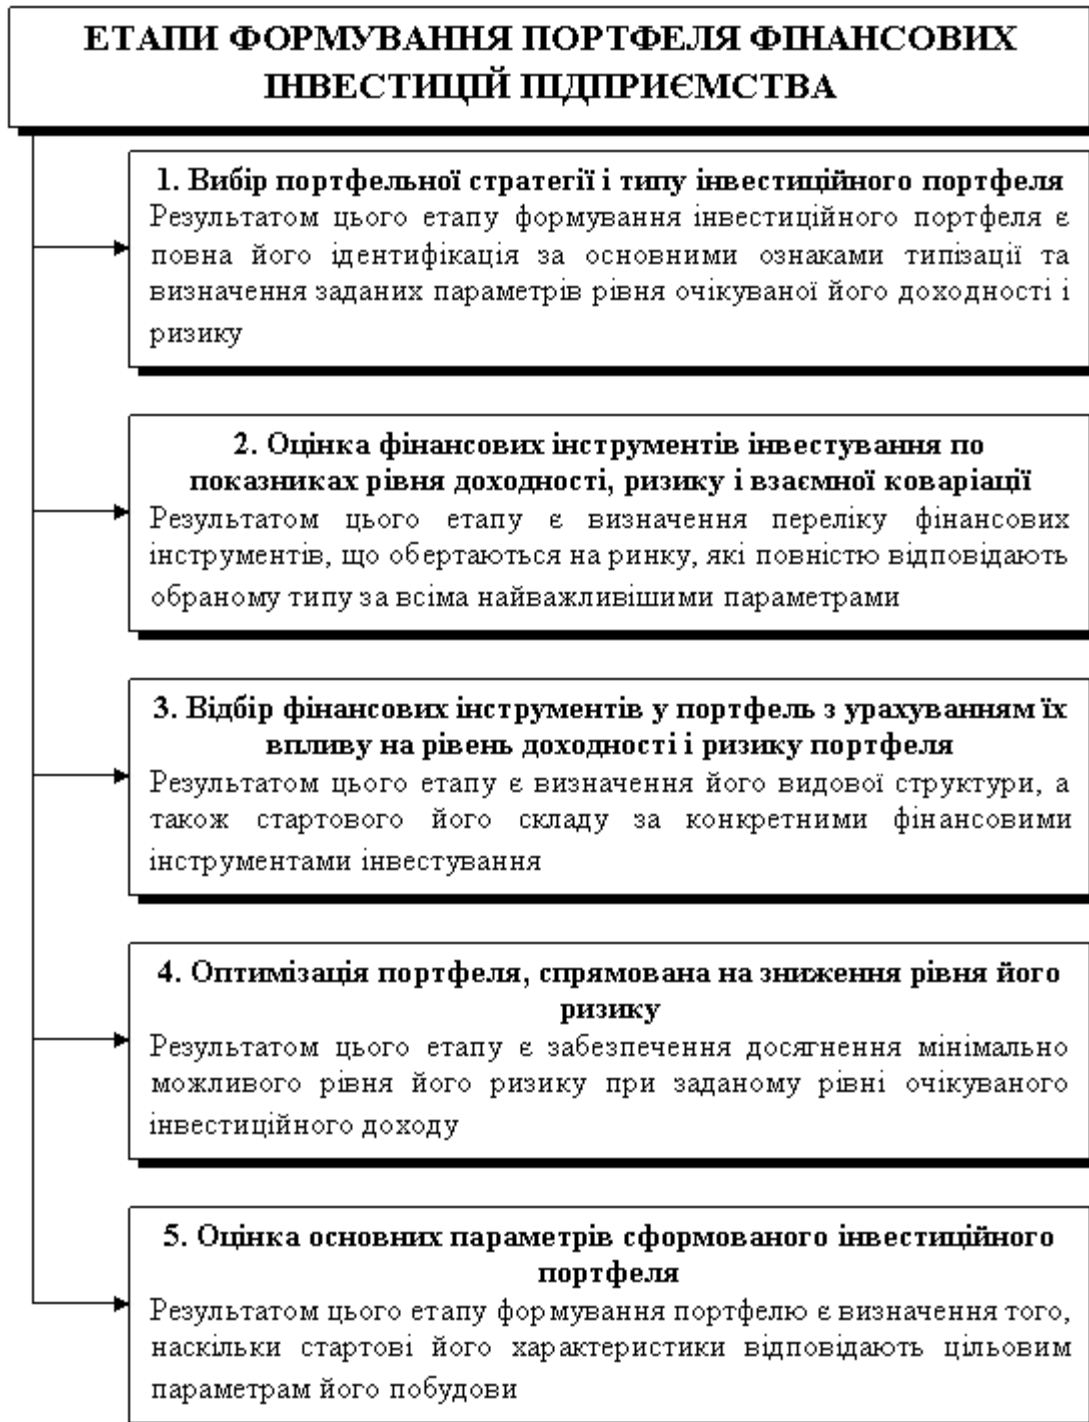 ЕТАПИ ФОРМУВАННЯ ПОРТФЕЛЯ ФІНАНСОВИХ
ІНВЕСТИЦІЙ ПІДПРИЄМСТВА
1. Вибір портфельної стратегії і типу інвестиційного портфеля
Результатом цього етапу формування інвестиційного портфеля є
повна його ідентифікація за основними ознаками типізації та
визначення заданих параметрів рівня очікуваної його доходності і
ризику
2. Оцінка фінансових інструментів інвестування по
показниках рівня доходності, ризику і взаємної коваріації
Результатом цього етапу є визначення переліку фінансових
інструментів, що обертаються на ринку, які повністю відповідають
обраному типу за всіма найважливішими параметрами
3. Відбір фінансових інструментів у портфель з урахуванням їх
впливу на рівень доходності і ризику портфеля
Результатом цього етапу є визначення його видової структури, а
також стартового його складу за конкретними фінансовими
інструментами інвестування
4. Оптимізація портфеля, спрямована на зниження рівня його
ризику
Результатом цього етапу є забезпечення досягнення мінімально
можливого рівня його ризику при заданому рівні очікуваного
інвестиційного доходу
5. Оцінка основних параметрів сформованого інвестиційного
портфеля
Результатом цього етапу формування портфелю є визначення того,
наскільки стартові його характеристики відповідають цільовим
параметрам його побудови